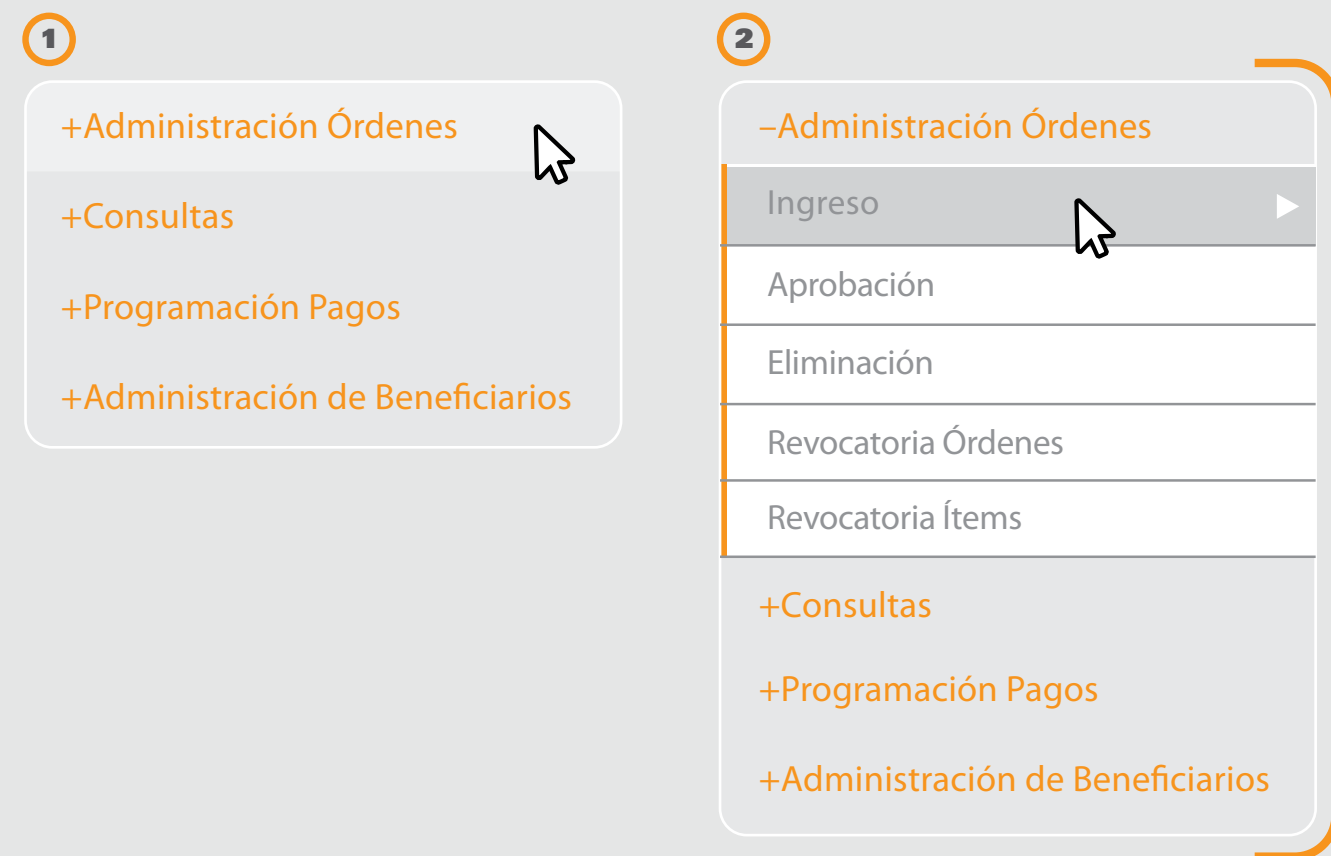 1
+Administración Órdenes
+Consultas
+Programación Pagos
+Administración de Beneficiarios
2
–Administración Órdenes
Ingreso
Aprobación
Eliminación
Revocatoria Órdenes
Revocatoria Ítems
+Consultas
+Programación Pagos
+Administración de Beneficiarios